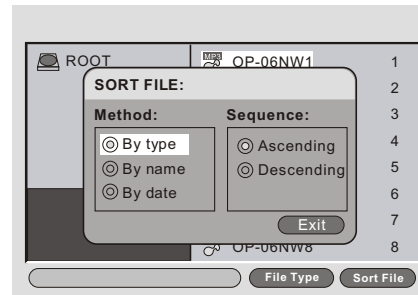 ROOT
MP3 OP-06NW1 1
SORT FILE:
2
Method: Sequence: 3
By type Ascending 4
By name Descending 5
By date 6
Exit 7
OP-06NW8 8
File Type Sort File